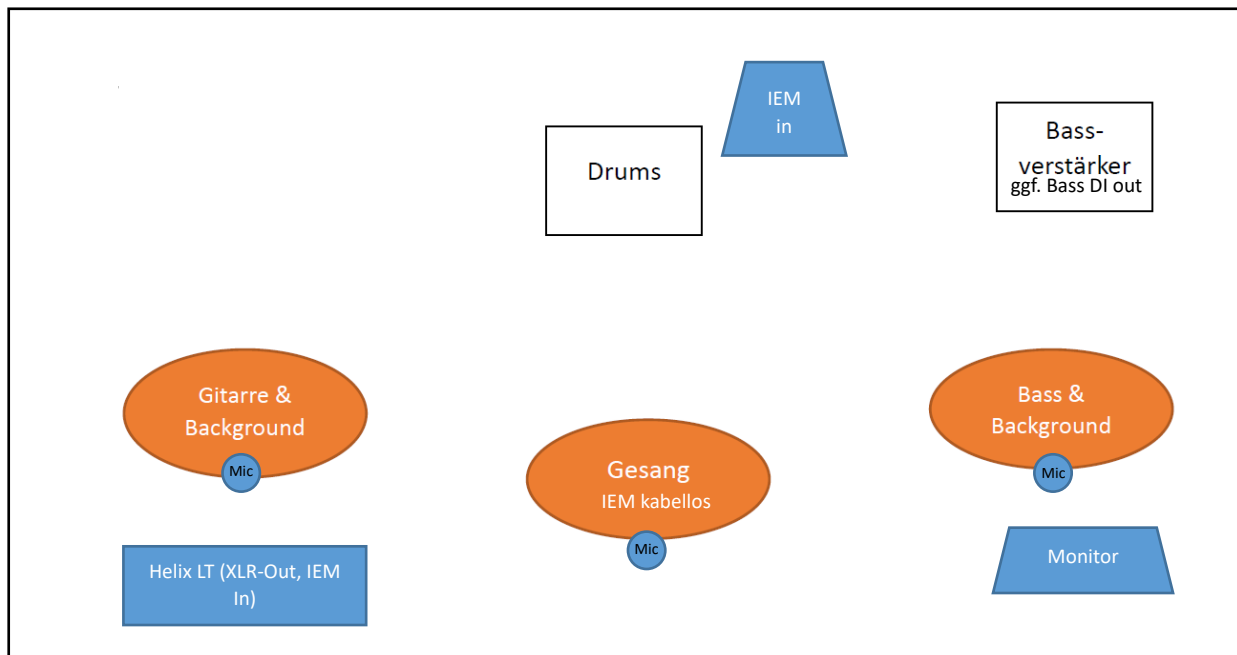 IEM
in
Drums
Bass-
verstärker
ggf. Bass DI out
Gitarre &
Background
Mic
Gesang
IEM kabellos
Mic
Bass &
Background
Mic
Helix LT (XLR-Out, IEM
In)
Monitor